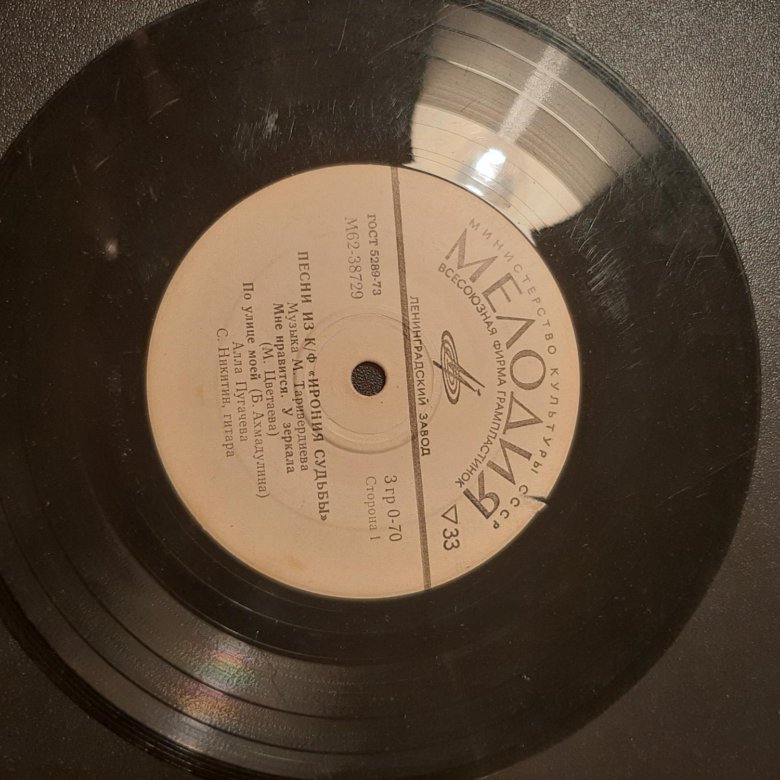 МИНИСТЕРСТВО КУЛЬТУРЫ СССР
МЕЛОДИЯ
ВСЕСОЮЗНАЯ ФИРМА ГРАМПЛАСТИНОК
▽33
ЛЕНИНГРАДСКИЙ ЗАВОД
ГОСТ 5289-73
М62-38729
3 гр 0-70
Сторона 1
ПЕСНИ ИЗ К/Ф «ИРОНИЯ СУДЬБЫ»
Музыка М. Таривердиева
Мне нравится. У зеркала
(М. Цветаева)
По улице моей (Б. Ахмадулина)
Алла Пугачева
С. Никитин, гитара